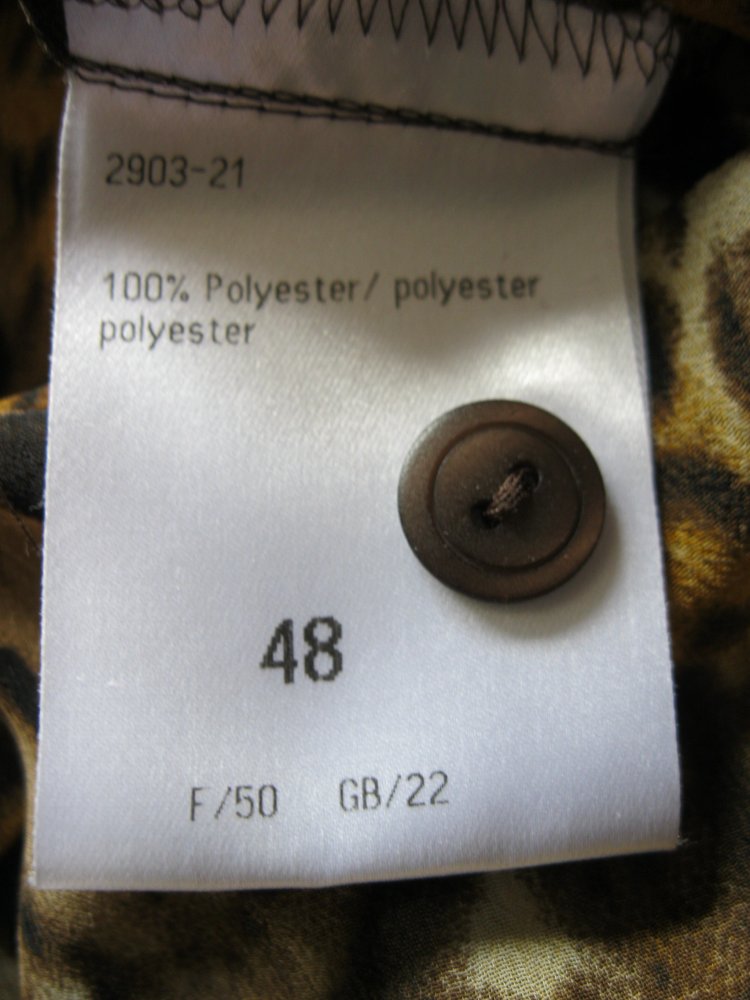 2903-21
100% Polyester/ polyester
polyester
48
F/50 GB/22